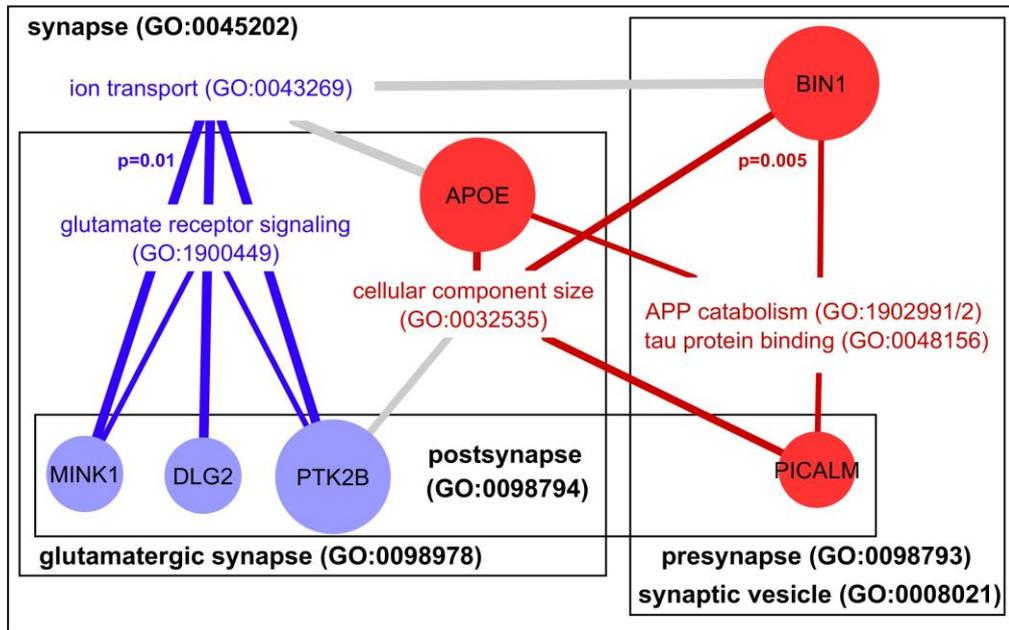 synapse (GO:0045202)
ion transport (GO:0043269)
BIN1
p=0.01
p=0.005
APOE
glutamate receptor signaling
(GO:1900449)
cellular component size
(GO:0032535)
APP catabolism (GO:1902991/2)
tau protein binding (GO:0048156)
MINK1
DLG2
PTK2B
postsynapse
(GO:0098794)
PICALM
glutamatergic synapse (GO:0098978)
presynapse (GO:0098793)
synaptic vesicle (GO:0008021)